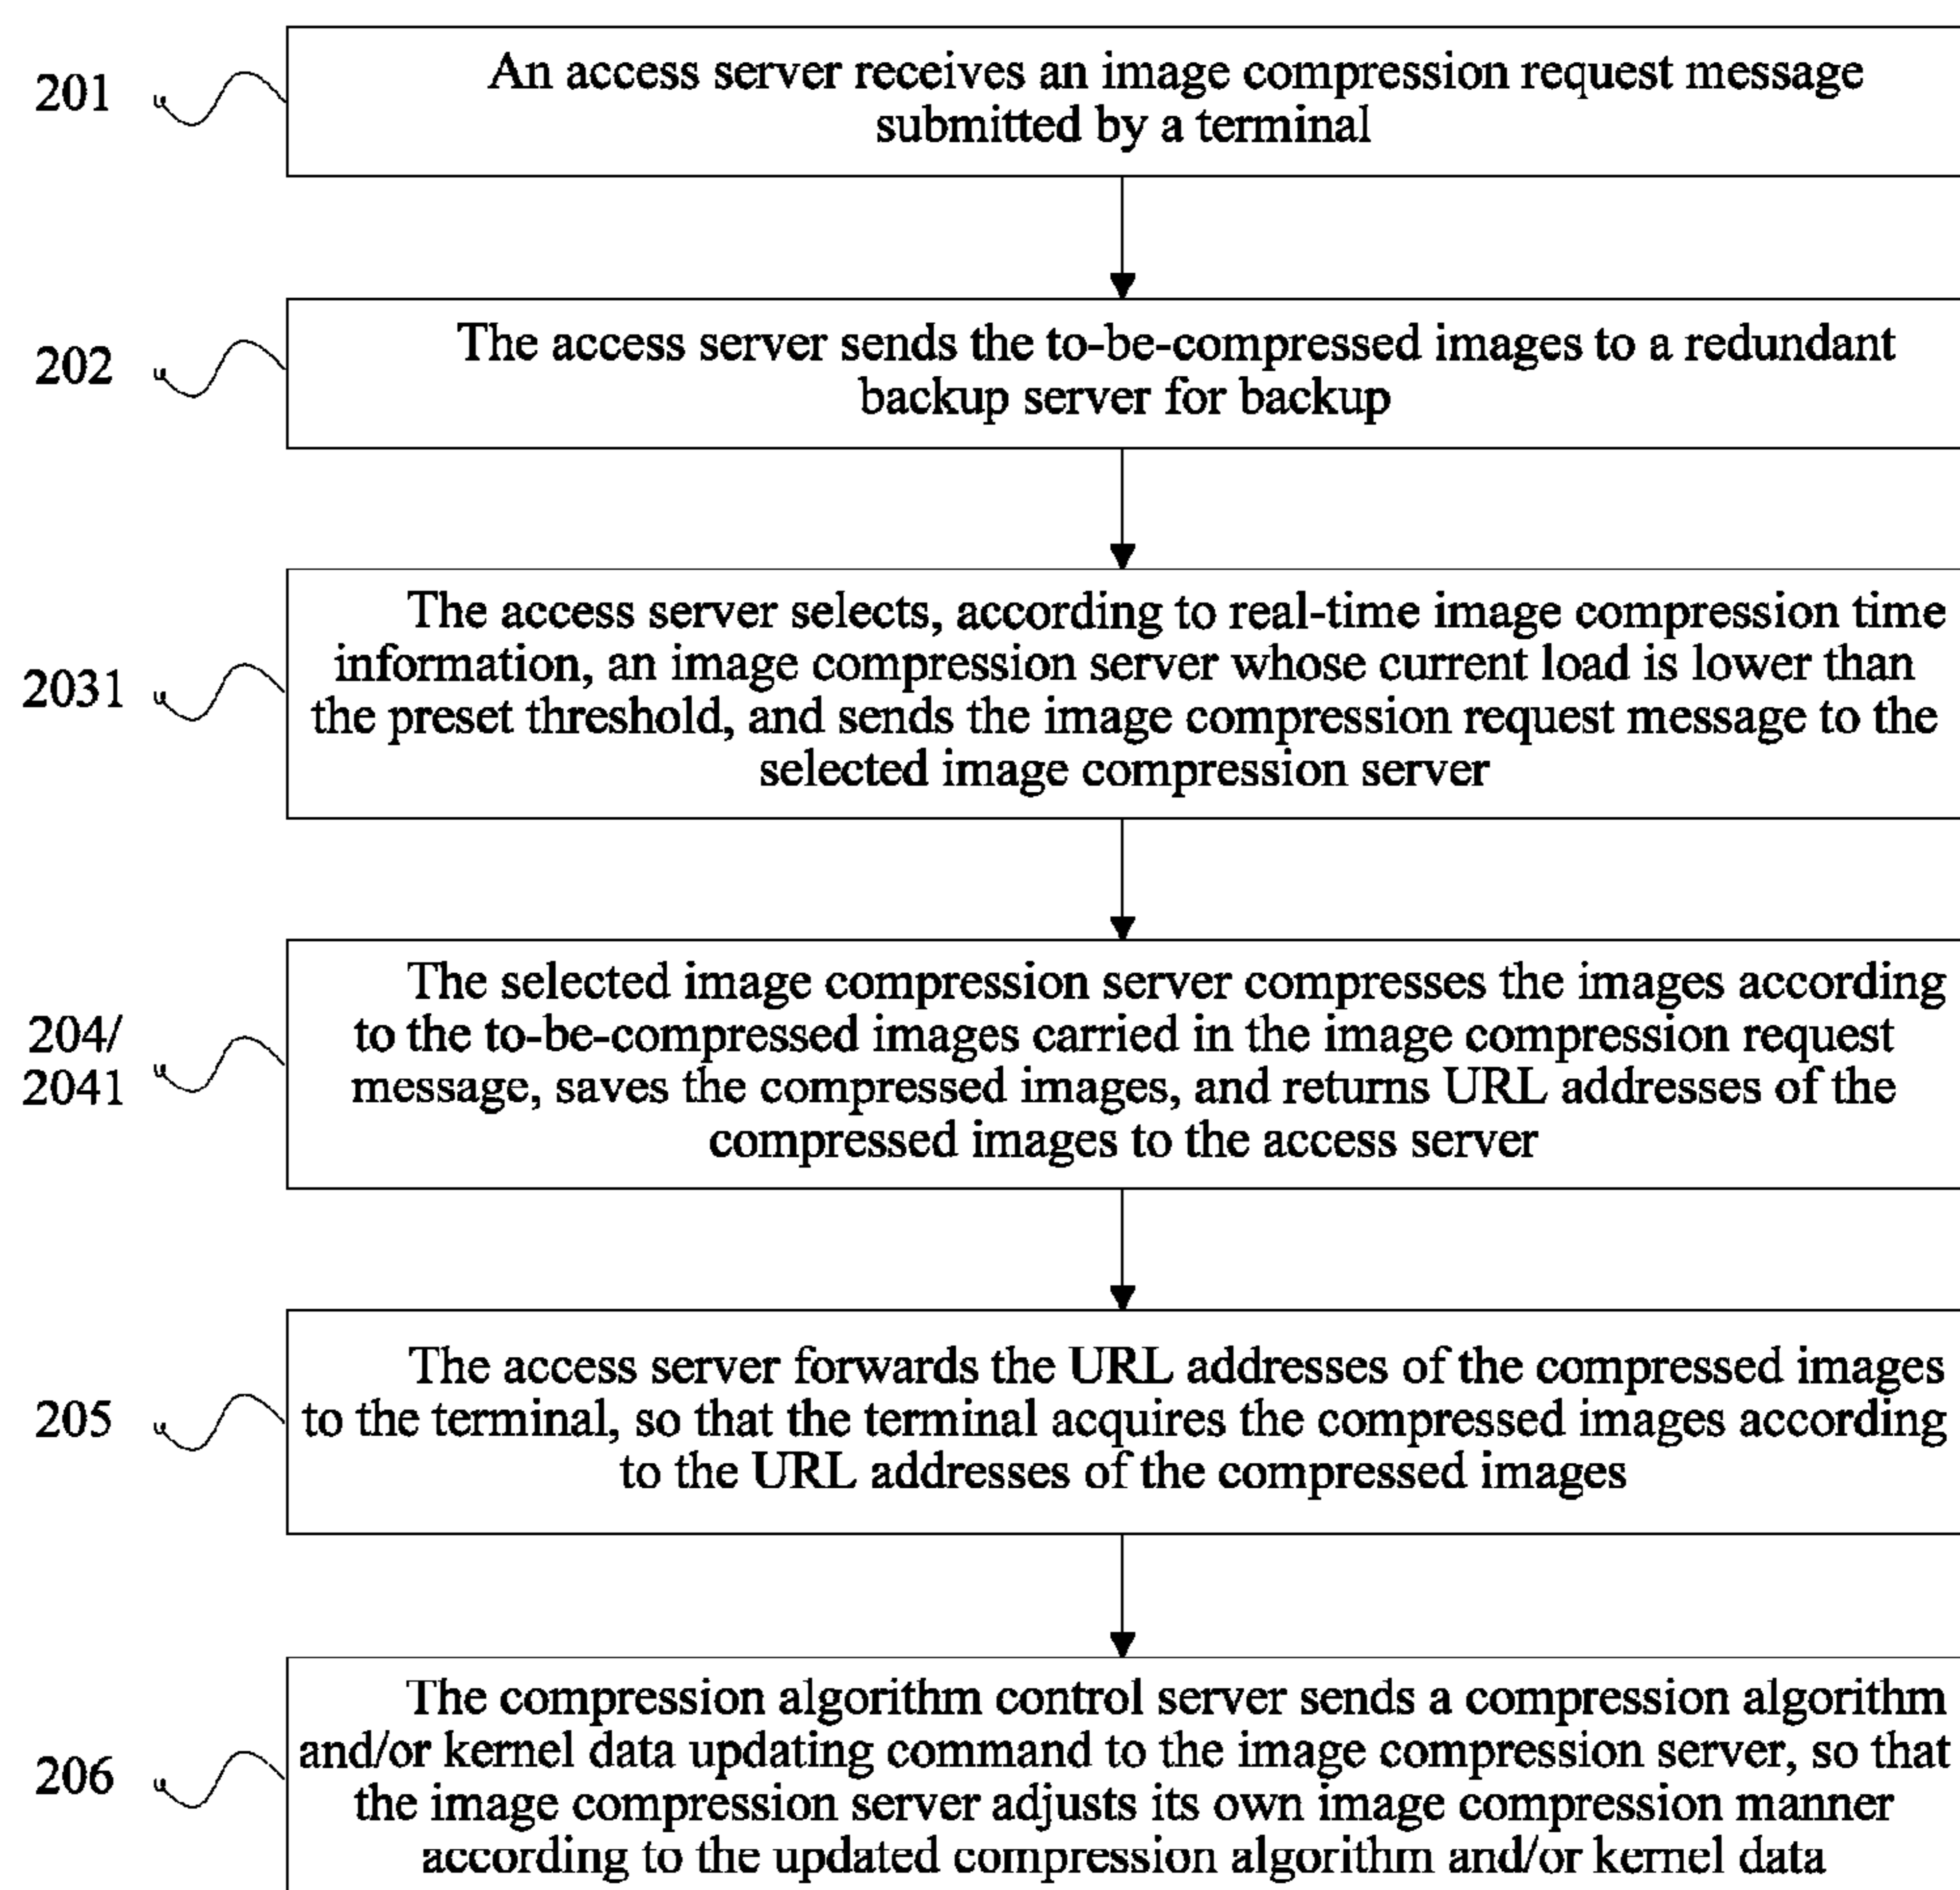 201
An access server receives an image compression request message
submitted by a terminal
202
The access server sends the to-be-compressed images to a redundant
backup server for backup
2031
The access server selects, according to real-time image compression time
information, an image compression server whose current load is lower than
the preset threshold, and sends the image compression request message to the
selected image compression server
204/
2041
The selected image compression server compresses the images according
to the to-be-compressed images carried in the image compression request
message, saves the compressed images, and returns URL addresses of the
compressed images to the access server
205
The access server forwards the URL addresses of the compressed images
to the terminal, so that the terminal acquires the compressed images according
to the URL addresses of the compressed images
206
The compression algorithm control server sends a compression algorithm
and/or kernel data updating command to the image compression server, so that
the image compression server adjusts its own image compression manner
according to the updated compression algorithm and/or kernel data